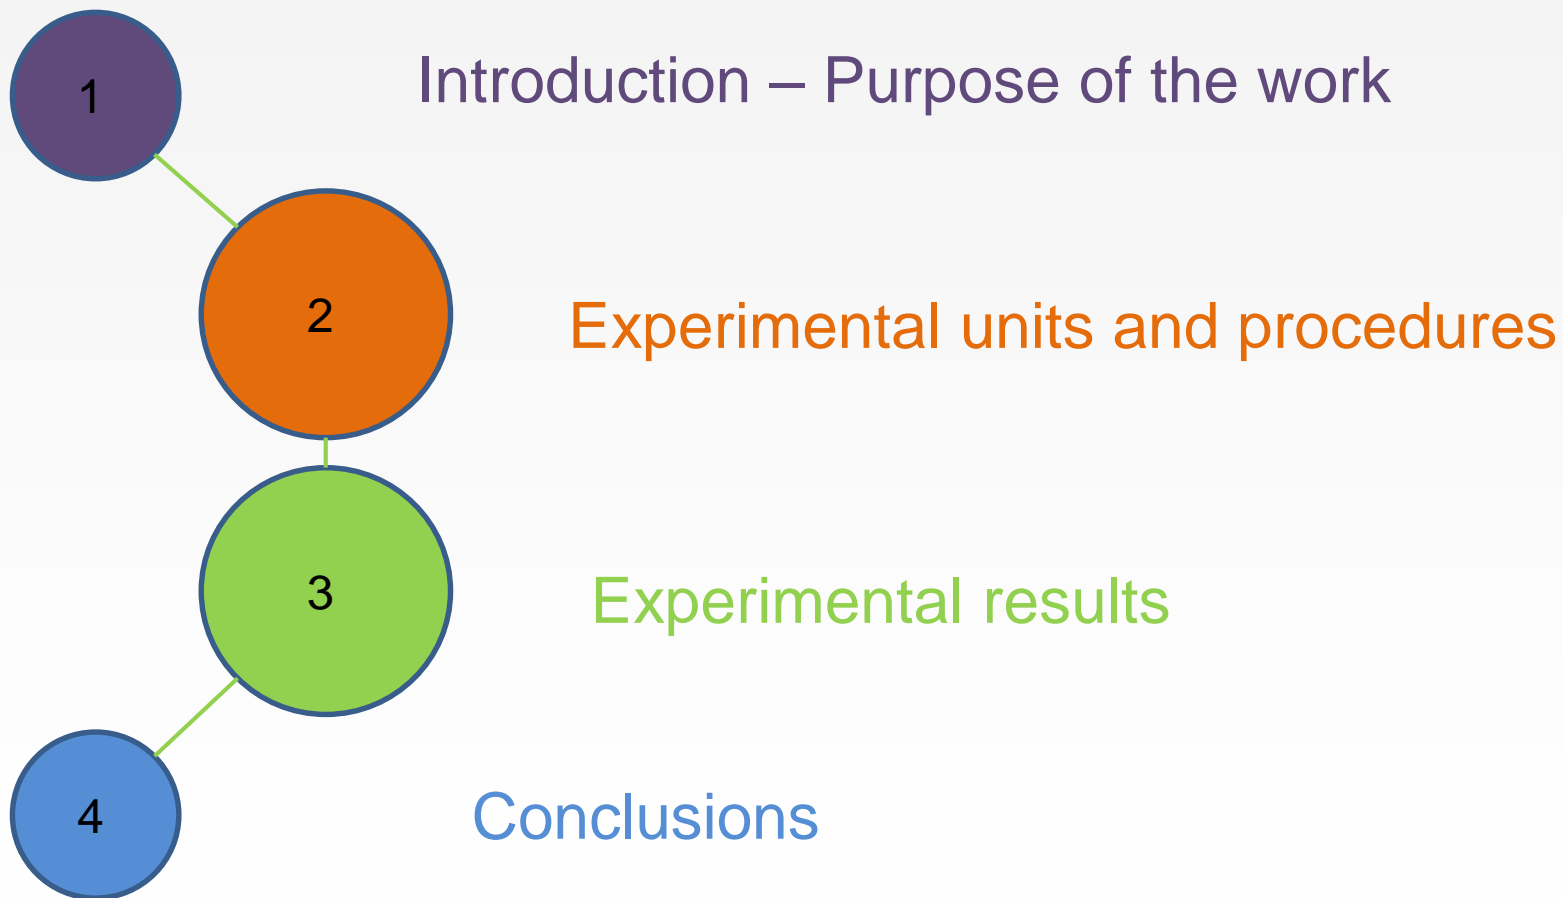 1
Introduction – Purpose of the work
2
Experimental units and procedures
3
Experimental results
4
Conclusions